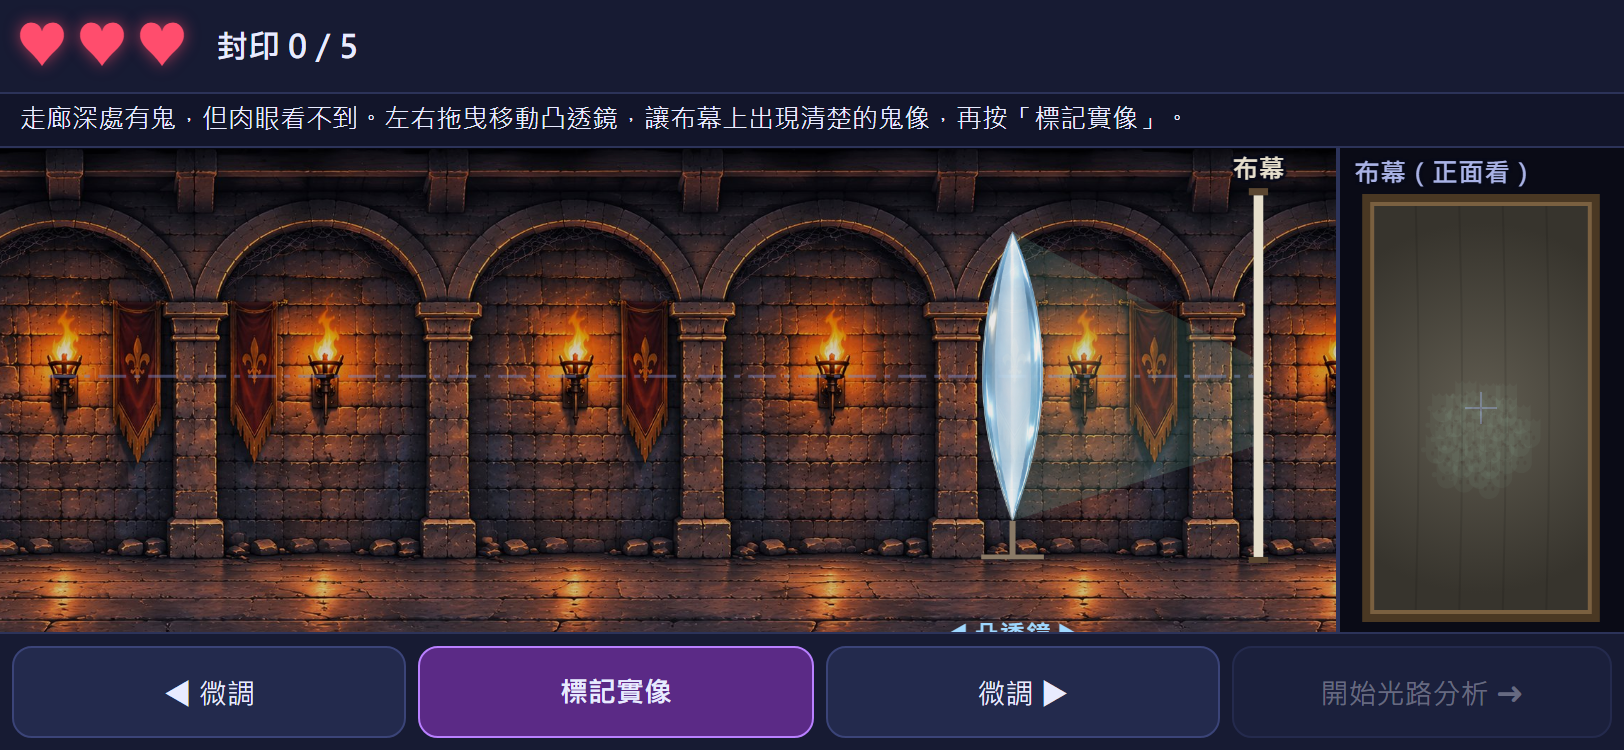 封印 0 / 5
走廊深處有鬼，但肉眼看不到。左右拖曳移動凸透鏡，讓布幕上出現清楚的鬼像，再按「標記實像」。
布幕
布幕（正面看）
◀ 凸透鏡 ▶
◀ 微調
標記實像
微調 ▶
開始光路分析 →